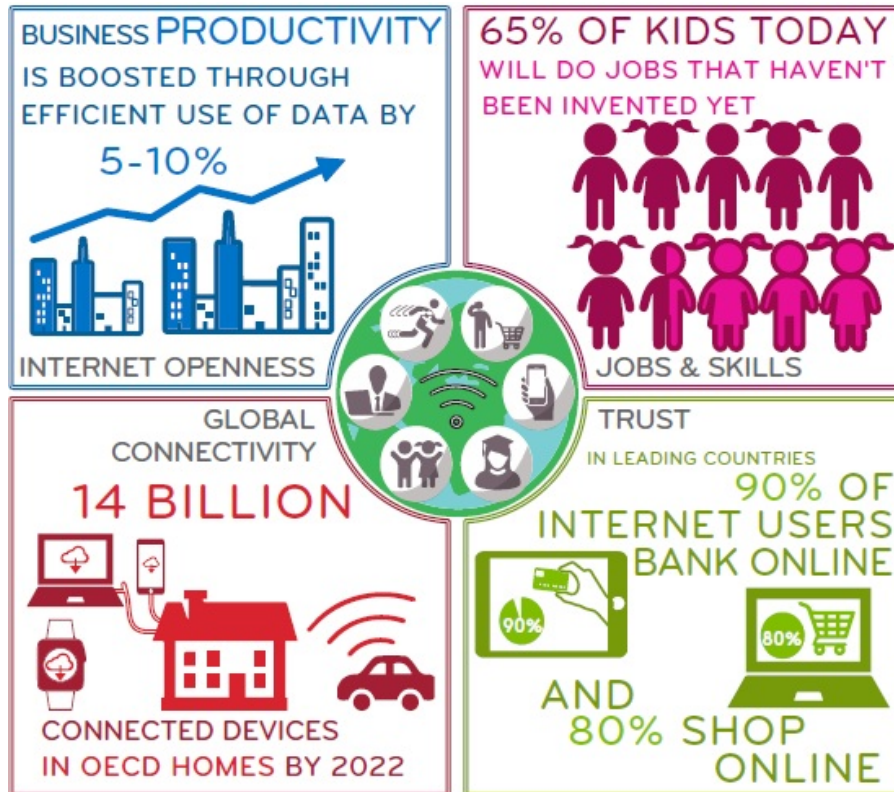 BUSINESS PRODUCTIVITY
IS BOOSTED THROUGH
EFFICIENT USE OF DATA BY
5-10%
INTERNET OPENNESS
65% OF KIDS TODAY
WILL DO JOBS THAT HAVEN'T
BEEN INVENTED YET
JOBS & SKILLS
GLOBAL
CONNECTIVITY
14 BILLION
CONNECTED DEVICES
IN OECD HOMES BY 2022
TRUST
IN LEADING COUNTRIES
90% OF
INTERNET USERS
BANK ONLINE
90%
80%
AND
80% SHOP
ONLINE